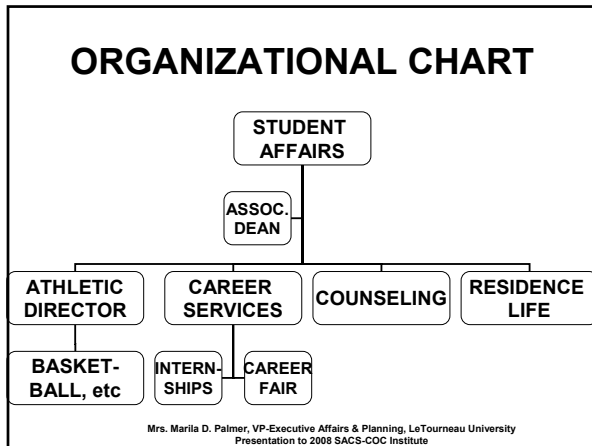 ORGANIZATIONAL CHART
STUDENT
AFFAIRS
ASSOC.
DEAN
ATHLETIC
DIRECTOR
CAREER
SERVICES
COUNSELING
RESIDENCE
LIFE
BASKET-
BALL, etc
INTERN-
SHIPS
CAREER
FAIR
Mrs. Marila D. Palmer, VP-Executive Affairs & Planning, LeTourneau University
Presentation to 2008 SACS-COC Institute